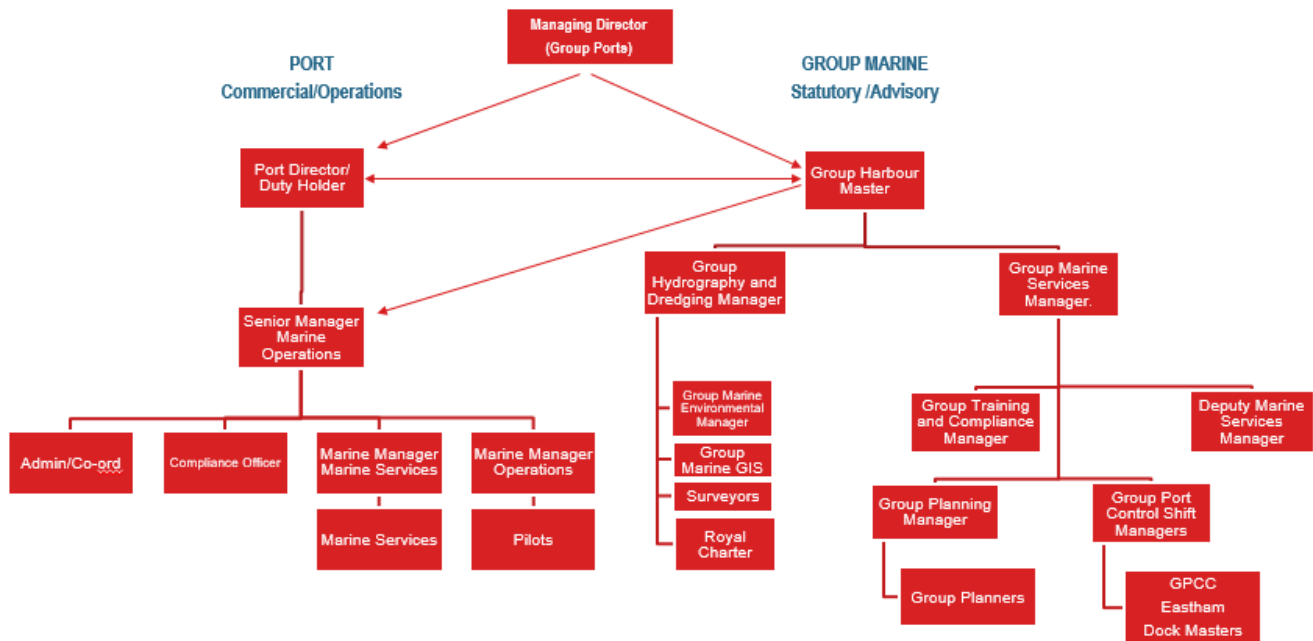 Managing Director
(Group Ports)
PORT
Commercial/Operations
GROUP MARINE
Statutory /Advisory
Port Director/
Duty Holder
Group Harbour
Master
Group
Hydrography and
Dredging Manager
Group Marine
Services
Manager.
Senior Manager
Marine
Operations
Group Marine
Environmental
Manager
Group
Marine GIS
Surveyors
Royal
Charter
Group Training
and Compliance
Manager
Deputy Marine
Services
Manager
Admin/Co-ord
Compliance Officer
Marine Manager
Marine Services
Marine Manager
Operations
Marine Services
Pilots
Group Planning
Manager
Group Port
Control Shift
Managers
Group Planners
GPCC
Eastham
Dock Masters